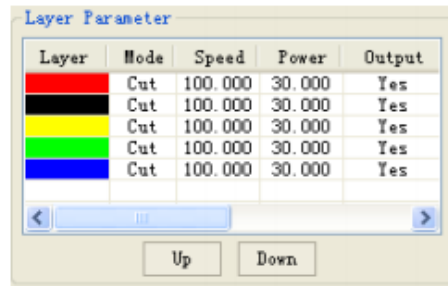 Layer Parameter
Layer Mode Speed Power Output
Cut 100.000 30.000 Yes
Cut 100.000 30.000 Yes
Cut 100.000 30.000 Yes
Cut 100.000 30.000 Yes
Cut 100.000 30.000 Yes
Up Down